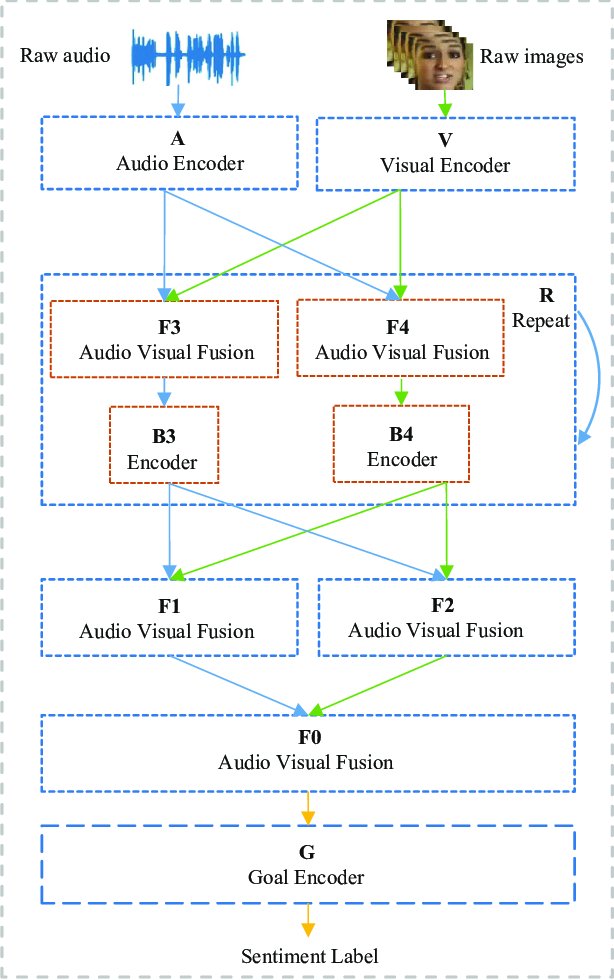 Raw audio
Raw images
A
Audio Encoder
V
Visual Encoder
R
Repeat
F3
Audio Visual Fusion
F4
Audio Visual Fusion
B3
Encoder
B4
Encoder
F1
Audio Visual Fusion
F2
Audio Visual Fusion
F0
Audio Visual Fusion
G
Goal Encoder
Sentiment Label